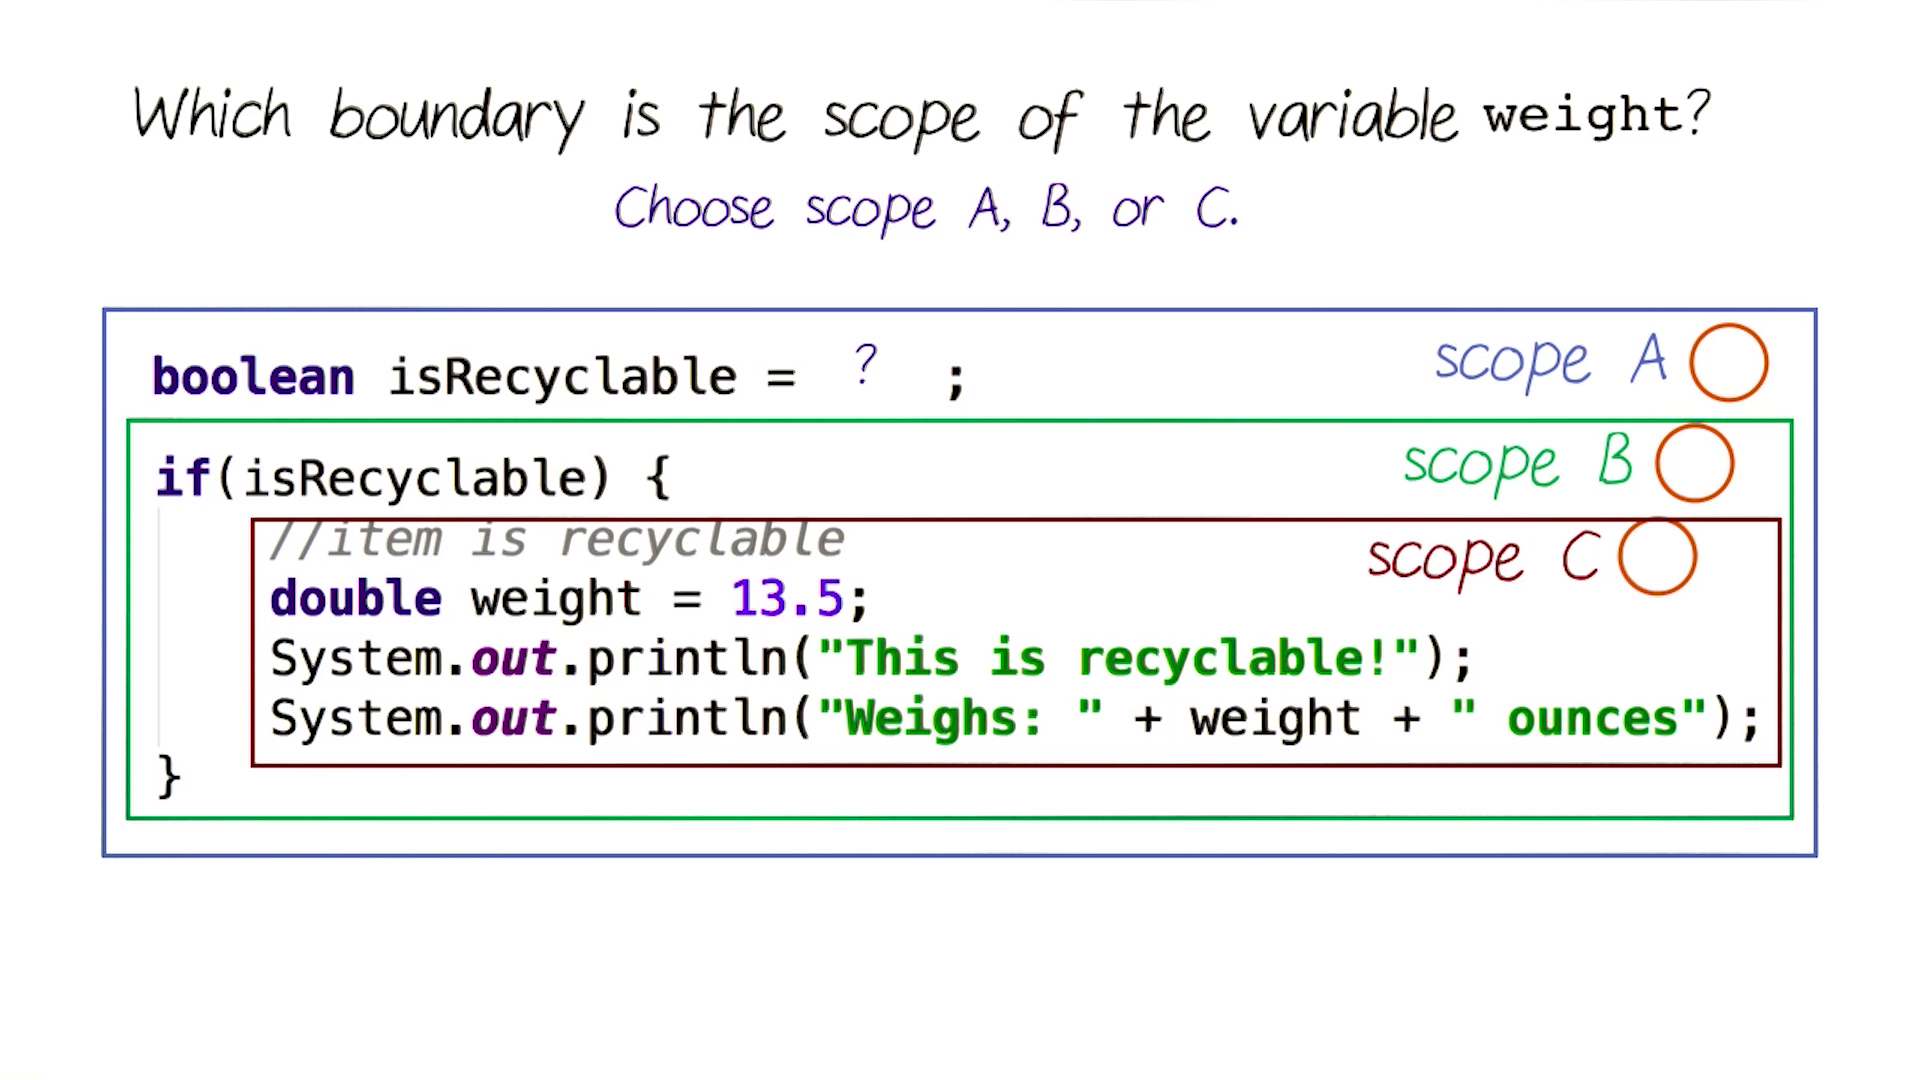 Which boundary is the scope of the variable weight?
Choose scope A, B, or C.
boolean isRecyclable = ? ;
scope A
if(isRecyclable) {
scope B
//item is recyclable
scope C
double weight = 13.5;
System.out.println("This is recyclable!");
System.out.println("Weighs: " + weight + " ounces");
}